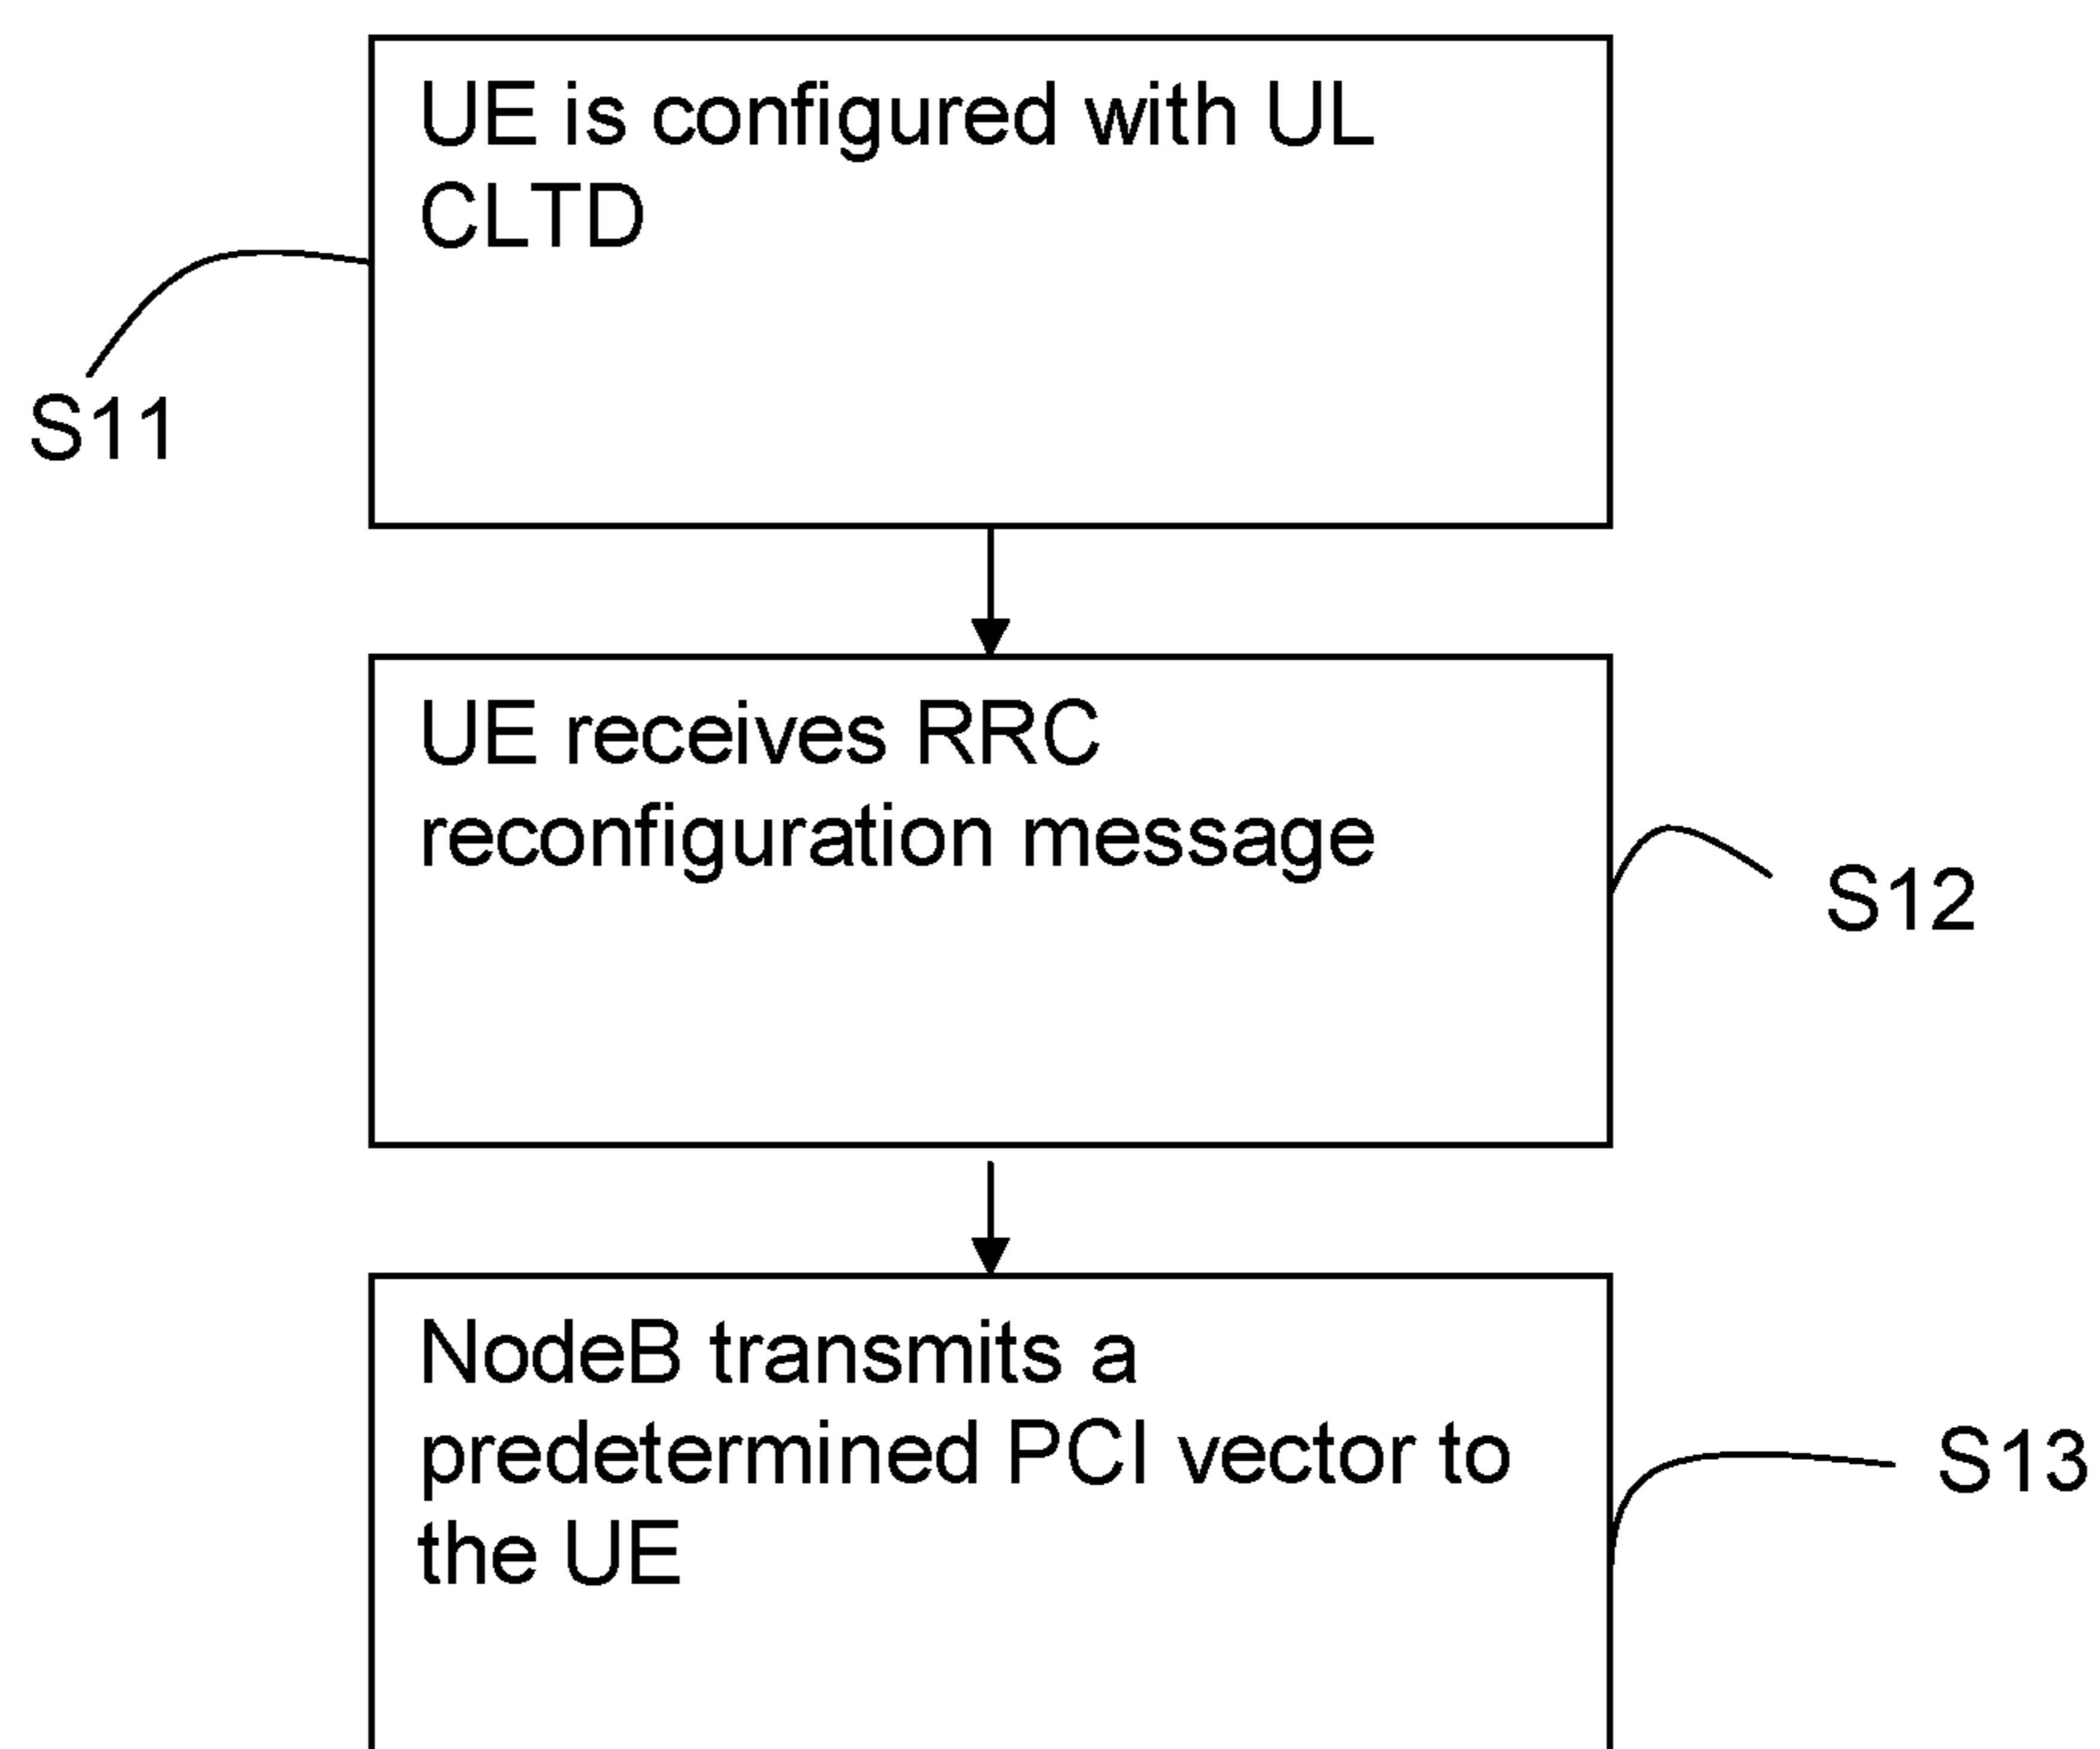 UE is configured with UL
CLTD
S11
UE receives RRC
reconfiguration message
S12
NodeB transmits a
predetermined PCI vector to
the UE
S13